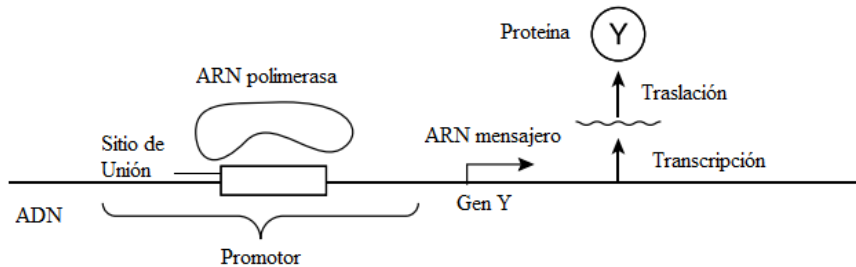 Proteína
Y
ARN polimerasa
Traslación
Sitio de
Unión
ARN mensajero
Transcripción
ADN
Gen Y
Promotor